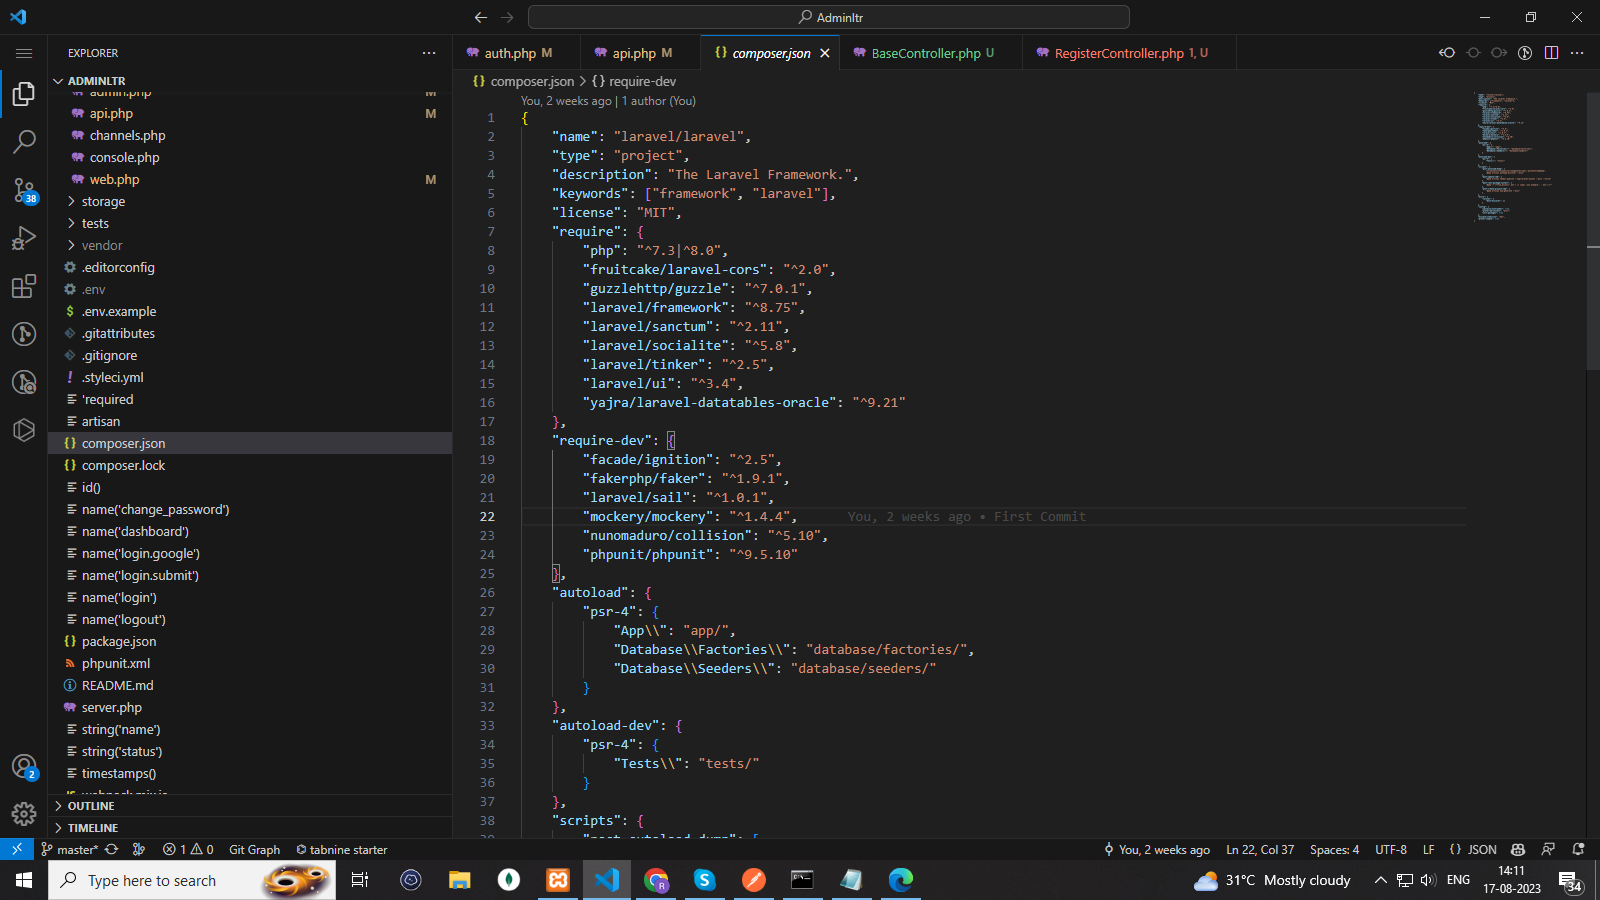 Adminltr
EXPLORER
ADMINLTR
admin.php M
api.php M
channels.php
console.php
web.php M
storage
tests
vendor
.editorconfig
.env
.env.example
.gitattributes
.gitignore
.styleci.yml
'required
artisan
composer.json
composer.lock
id()
name('change_password')
name('dashboard')
name('login.google')
name('login.submit')
name('login')
name('logout')
package.json
phpunit.xml
README.md
server.php
string('name')
string('status')
timestamps()
webpack.mix.js
OUTLINE
TIMELINE
38
2
auth.php M
api.php M
composer.json
BaseController.php U
RegisterController.php 1, U
composer.json > {} require-dev
You, 2 weeks ago | 1 author (You)
1 {
2 "name": "laravel/laravel",
3 "type": "project",
4 "description": "The Laravel Framework.",
5 "keywords": ["framework", "laravel"],
6 "license": "MIT",
7 "require": {
8 "php": "^7.3|^8.0",
9 "fruitcake/laravel-cors": "^2.0",
10 "guzzlehttp/guzzle": "^7.0.1",
11 "laravel/framework": "^8.75",
12 "laravel/sanctum": "^2.11",
13 "laravel/socialite": "^5.8",
14 "laravel/tinker": "^2.5",
15 "laravel/ui": "^3.4",
16 "yajra/laravel-datatables-oracle": "^9.21"
17 },
18 "require-dev": {
19 "facade/ignition": "^2.5",
20 "fakerphp/faker": "^1.9.1",
21 "laravel/sail": "^1.0.1",
22 "mockery/mockery": "^1.4.4", You, 2 weeks ago • First Commit
23 "nunomaduro/collision": "^5.10",
24 "phpunit/phpunit": "^9.5.10"
25 },
26 "autoload": {
27 "psr-4": {
28 "App\\": "app/",
29 "Database\\Factories\\": "database/factories/",
30 "Database\\Seeders\\": "database/seeders/"
31 }
32 },
33 "autoload-dev": {
34 "psr-4": {
35 "Tests\\": "tests/"
36 }
37 },
38 "scripts": {
39 "post-autoload-dump": [
master* 1 0 Git Graph tabnine starter You, 2 weeks ago Ln 22, Col 37 Spaces: 4 UTF-8 LF {} JSON
Type here to search
31°C Mostly cloudy ENG
14:11
17-08-2023
34